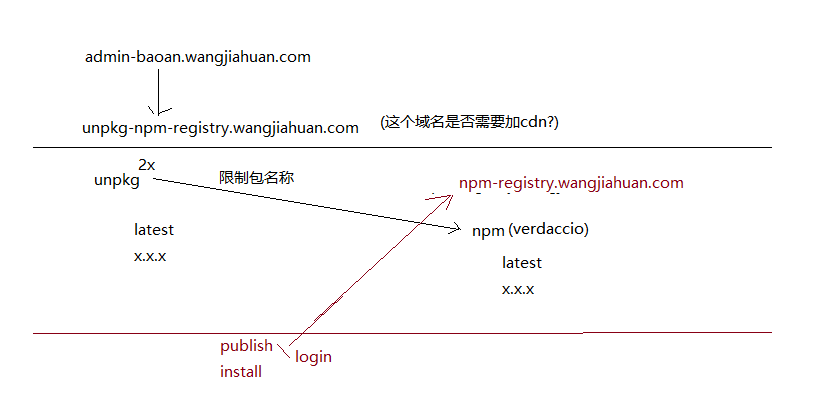 admin-baoan.wangjiahuan.com
unpkg-npm-registry.wangjiahuan.com
(这个域名是否需要加cdn?)
2x
unpkg
限制包名称
npm-registry.wangjiahuan.com
latest
x.x.x
npm (verdaccio)
latest
x.x.x
publish
login
install